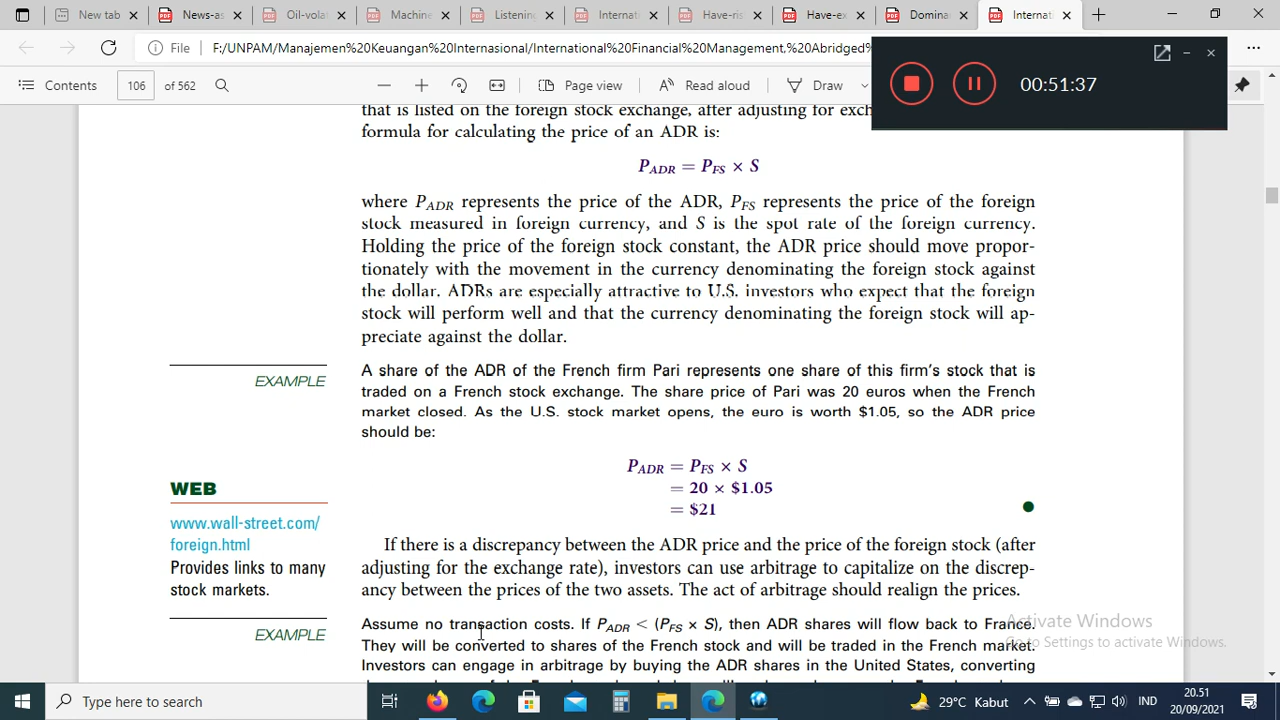 New tab
News-as
Oil-volat
Machine
Listening
Internati
Have-ris
Have-ex
Domina
Internati
File
F:/UNPAM/Manajemen%20Keuangan%20Internasional/International%20Financial%20Management,%20Abridged%
Contents
106 of 562
Page view
Read aloud
Draw
00:51:37
that is listed on the foreign stock exchange, after adjusting for exc
formula for calculating the price of an ADR is:
P_ADR = P_FS × S
where P_ADR represents the price of the ADR, P_FS represents the price of the foreign
stock measured in foreign currency, and S is the spot rate of the foreign currency.
Holding the price of the foreign stock constant, the ADR price should move propor-
tionately with the movement in the currency denominating the foreign stock against
the dollar. ADRs are especially attractive to U.S. investors who expect that the foreign
stock will perform well and that the currency denominating the foreign stock will ap-
preciate against the dollar.
EXAMPLE
A share of the ADR of the French firm Pari represents one share of this firm's stock that is
traded on a French stock exchange. The share price of Pari was 20 euros when the French
market closed. As the U.S. stock market opens, the euro is worth $1.05, so the ADR price
should be:
P_ADR = P_FS × S
= 20 × $1.05
= $21
WEB
www.wall-street.com/
foreign.html
Provides links to many
stock markets.
If there is a discrepancy between the ADR price and the price of the foreign stock (after
adjusting for the exchange rate), investors can use arbitrage to capitalize on the discrep-
ancy between the prices of the two assets. The act of arbitrage should realign the prices.
EXAMPLE
Assume no transaction costs. If P_ADR < (P_FS × S), then ADR shares will flow back to France.
They will be converted to shares of the French stock and will be traded in the French market.
Investors can engage in arbitrage by buying the ADR shares in the United States, converting
Activate Windows
Go to Settings to activate Windows.
Type here to search
29°C Kabut
IND
20.51
20/09/2021